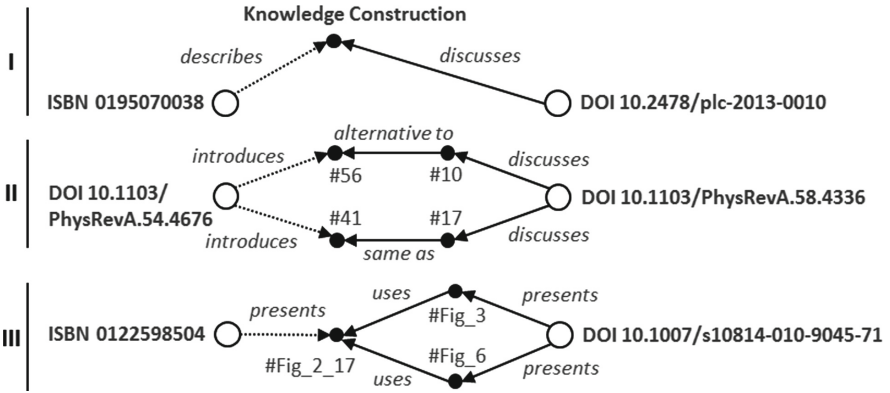 Knowledge Construction
I
describes
discusses
ISBN 0195070038
DOI 10.2478/plc-2013-0010
II
alternative to
introduces
discusses
#56
#10
DOI 10.1103/
PhysRevA.54.4676
DOI 10.1103/PhysRevA.58.4336
#41
#17
introduces
discusses
same as
III
uses
presents
presents
#Fig_3
ISBN 0122598504
DOI 10.1007/s10814-010-9045-71
#Fig_2_17
#Fig_6
uses
presents